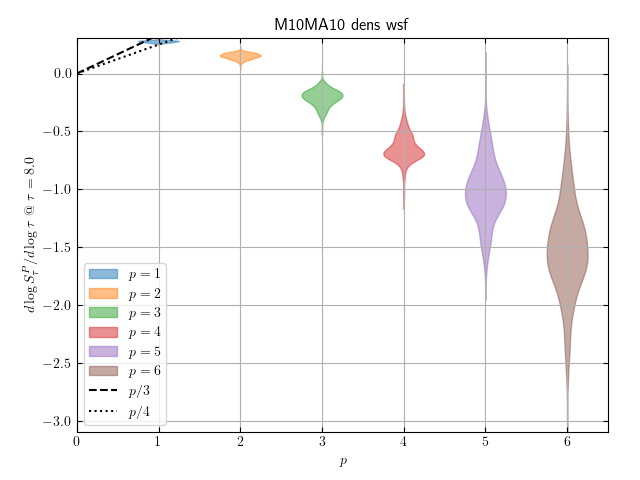 M10MA10 dens wsf
0.0
−0.5
−1.0
−1.5
−2.0
−2.5
−3.0
d log S_τ^P / d log τ @ τ = 8.0
p = 1
p = 2
p = 3
p = 4
p = 5
p = 6
p/3
p/4
0 1 2 3 4 5 6
p